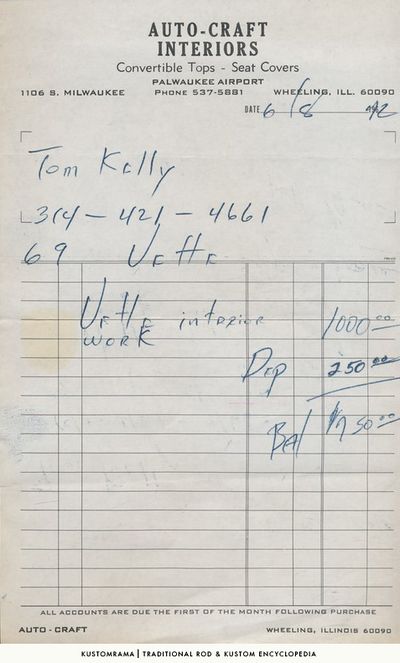 AUTO-CRAFT
INTERIORS
Convertible Tops - Seat Covers
PALWAUKEE AIRPORT
1106 S. MILWAUKEE PHONE 537-5881 WHEELING, ILL. 60090
DATE 6/8
Tom Kelly
314-421-4661
69 Vette
Vette interior 1000.00
work
Dep 250.00
Bal $750.00
ALL ACCOUNTS ARE DUE THE FIRST OF THE MONTH FOLLOWING PURCHASE
AUTO-CRAFT WHEELING, ILLINOIS 60090
KUSTOMRAMA | TRADITIONAL ROD & KUSTOM ENCYCLOPEDIA